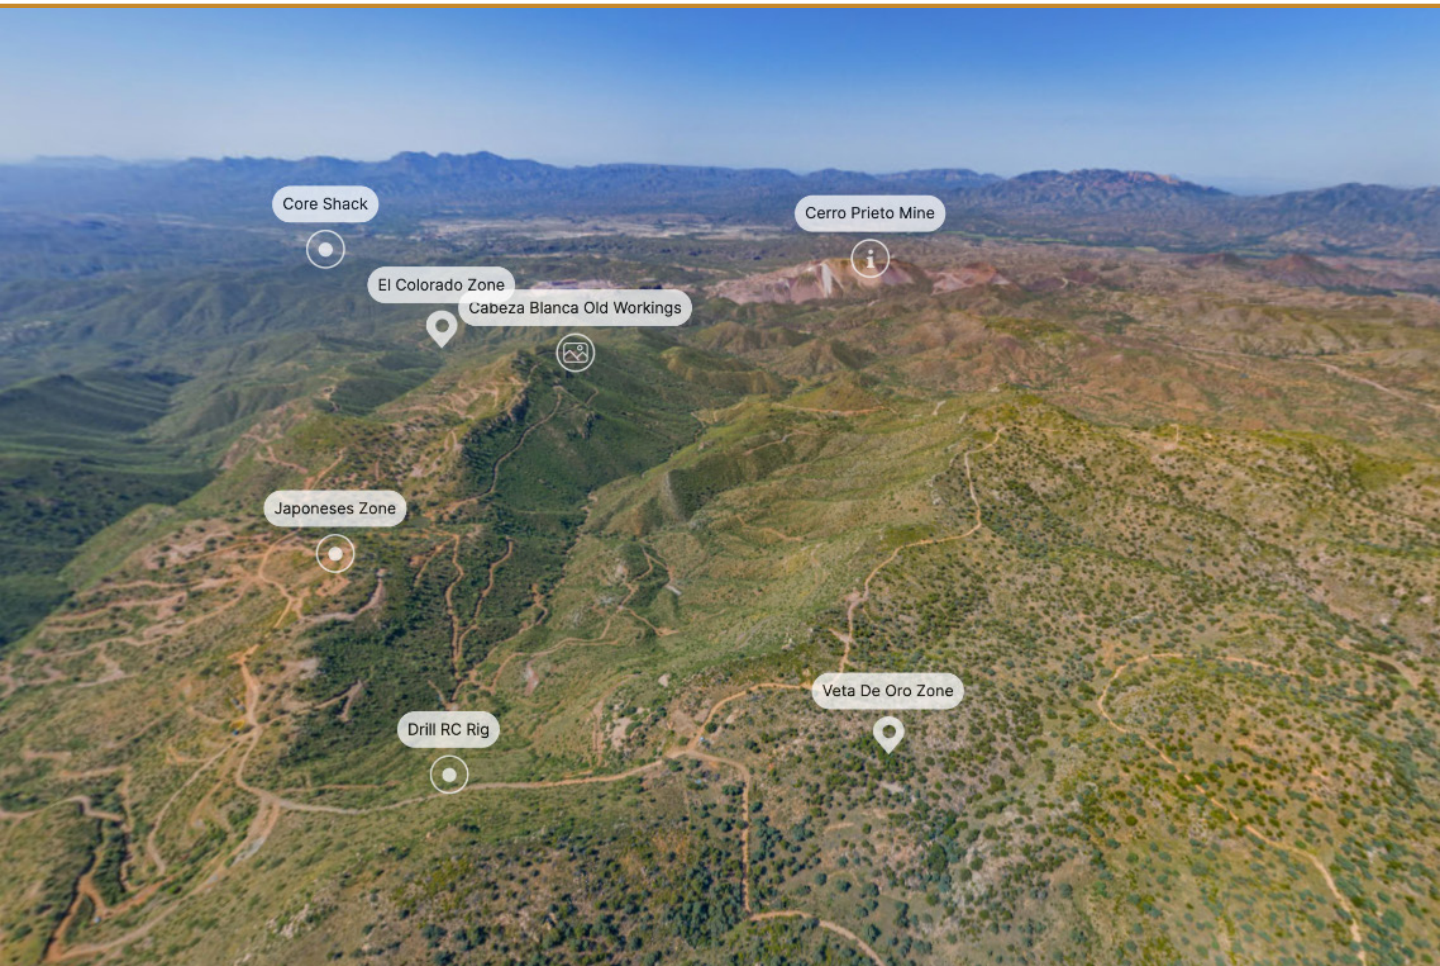 Core Shack
Cerro Prieto Mine
El Colorado Zone
Cabeza Blanca Old Workings
Japoneses Zone
Veta De Oro Zone
Drill RC Rig